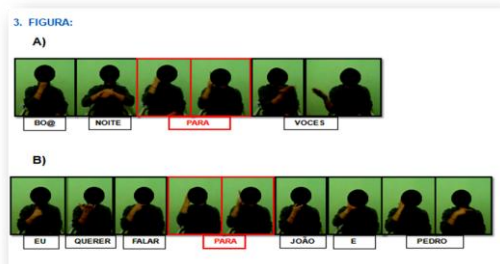 3. FIGURA:
A)
BO@ NOITE PARA VOCES
B)
EU QUERER FALAR PARA JOÃO E PEDRO